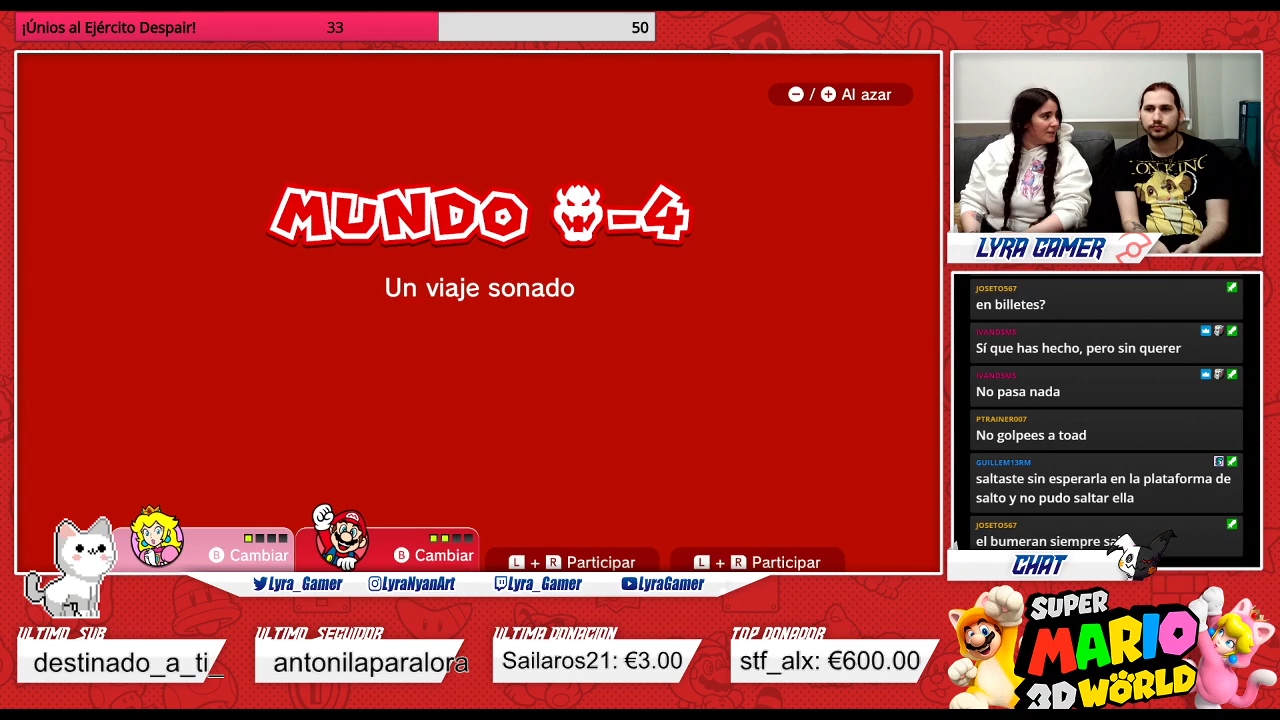 ¡Únios al Ejército Despair! 33 50
- / + Al azar
MUNDO -4
Un viaje sonado
B Cambiar
B Cambiar
L + R Participar
L + R Participar
Lyra_Gamer
LyraNyanArt
Lyra_Gamer
LyraGamer
ULTIMO SUB
destinado_a_ti_
ULTIMO SEGUIDOR
antonilaparalora
ULTIMA DONACION
Sailaros21: €3.00
TOP DONADOR
stf_alx: €600.00
LION KING
LYRA GAMER
JOSETO567
en billetes?
IVANDSMS
Sí que has hecho, pero sin querer
IVANDSMS
No pasa nada
PTRAINER007
No golpees a toad
GUILLEM13RM
saltaste sin esperarla en la plataforma de
salto y no pudo saltar ella
JOSETO567
el bumeran siempre
CHAT
SUPER
MARIO
3D WORLD